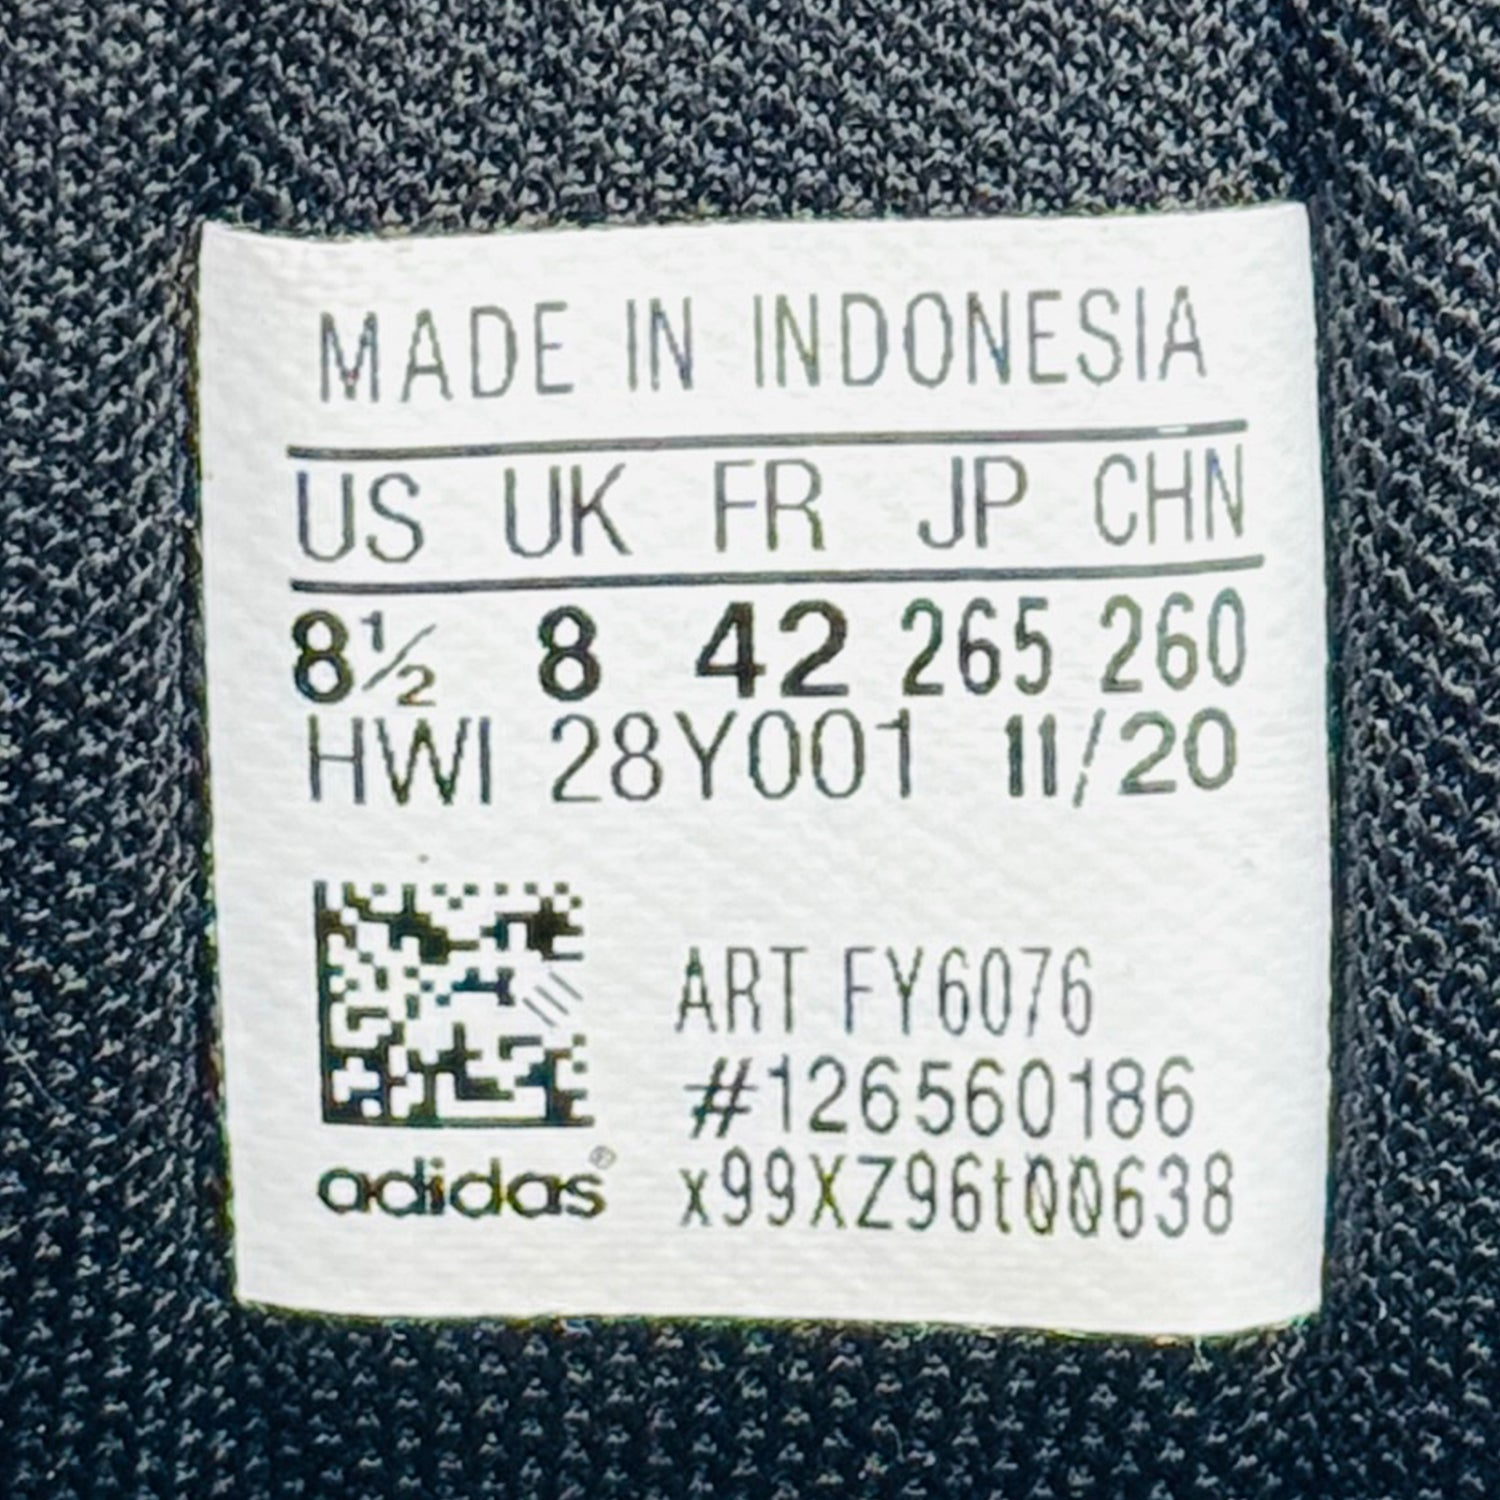 MADE IN INDONESIA
US UK FR JP CHN
8½ 8 42 265 260
HWI 28Y001 11/20
ART FY6076
#126560186
adidas®
x99XZ96t00638